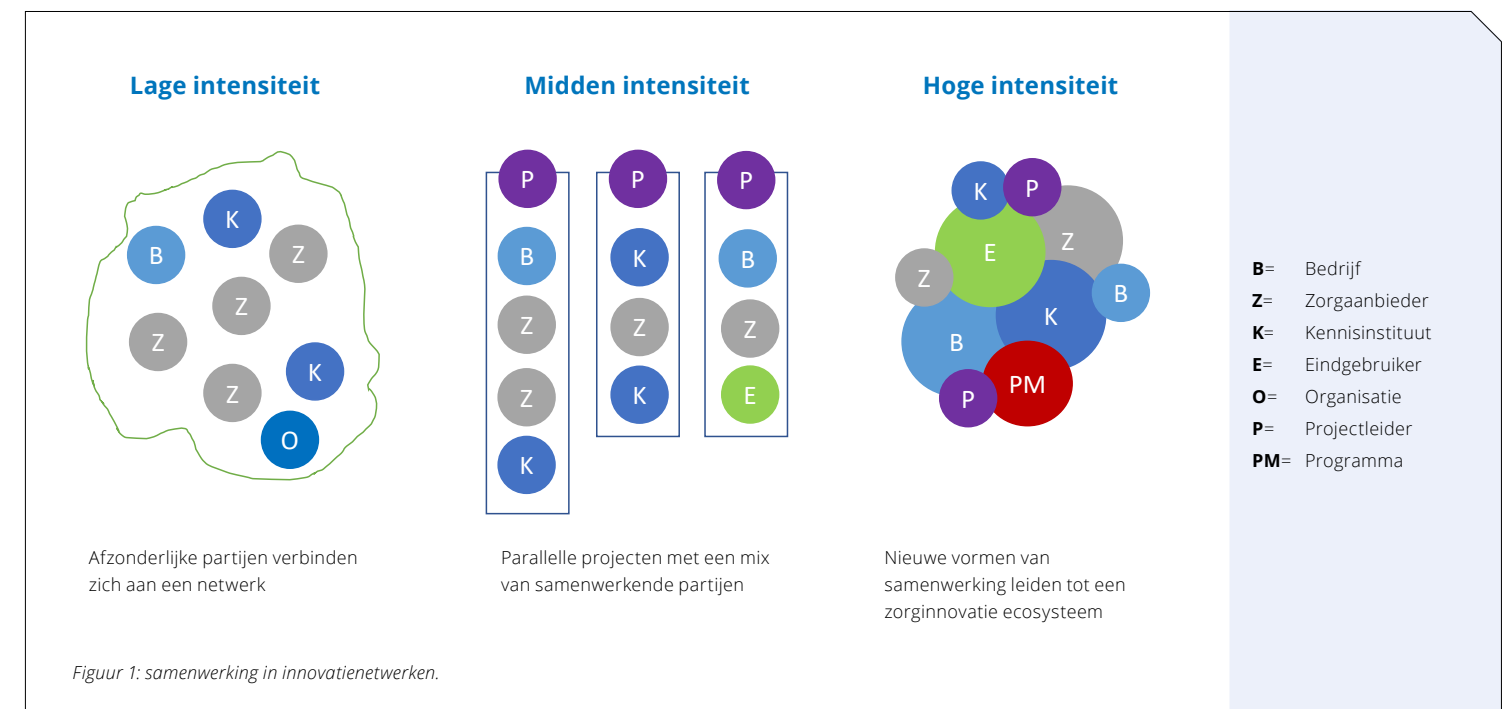 Lage intensiteit
Midden intensiteit
Hoge intensiteit
K
B
Z
Z
Z
K
Z
O
P
B
Z
Z
K
P
K
Z
K
P
B
Z
E
K
P
Z
E
Z
B
K
B
PM
P
Afzonderlijke partijen verbinden
zich aan een netwerk
Parallelle projecten met een mix
van samenwerkende partijen
Nieuwe vormen van
samenwerking leiden tot een
zorginnovatie ecosysteem
Figuur 1: samenwerking in innovatienetwerken.
B= Bedrijf
Z= Zorgaanbieder
K= Kennisinstituut
E= Eindgebruiker
O= Organisatie
P= Projectleider
PM= Programma